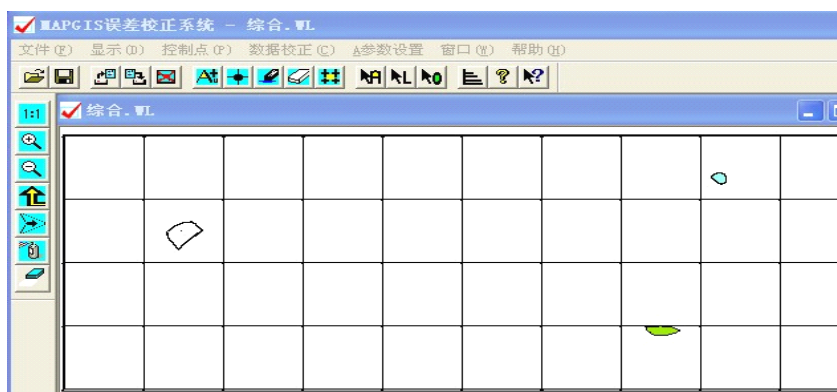 MAPGIS误差校正系统 - 综合.WL
文件(F) 显示(D) 控制点(P) 数据校正(C) A参数设置 窗口(W) 帮助(H)
1:1 综合.WL